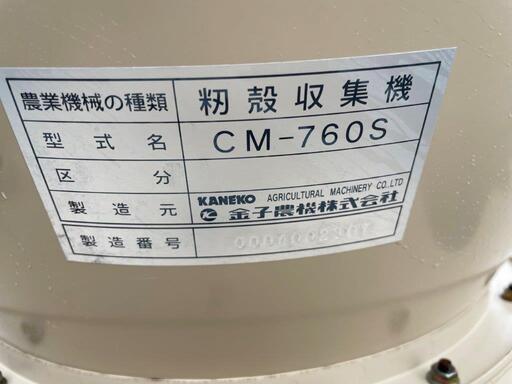 農業機械の種類 籾殻収集機
型式名 CM-760S
区分
製造元 KANEKO AGRICULTURAL MACHINERY CO.,LTD
金子農機株式会社
製造番号